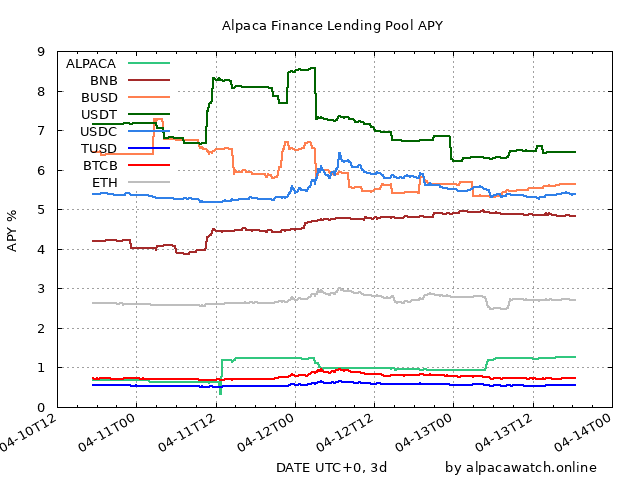 Alpaca Finance Lending Pool APY
9
8
7
6
5
4
3
2
1
0
APY %
ALPACA
BNB
BUSD
USDT
USDC
TUSD
BTCB
ETH
04-10T12
04-11T00
04-11T12
04-12T00
04-12T12
04-13T00
04-13T12
04-14T00
DATE UTC+0, 3d
by alpacawatch.online